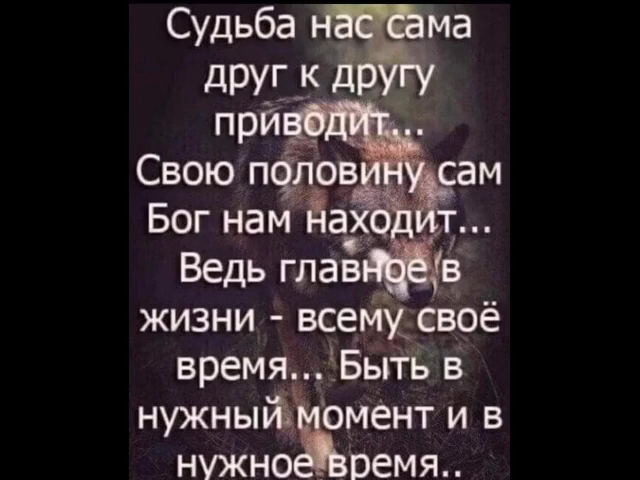 Судьба нас сама
друг к другу
приводит...
Свою половину сам
Бог нам находит...
Ведь главное в
жизни - всему своё
время... Быть в
нужный момент и в
нужное время..